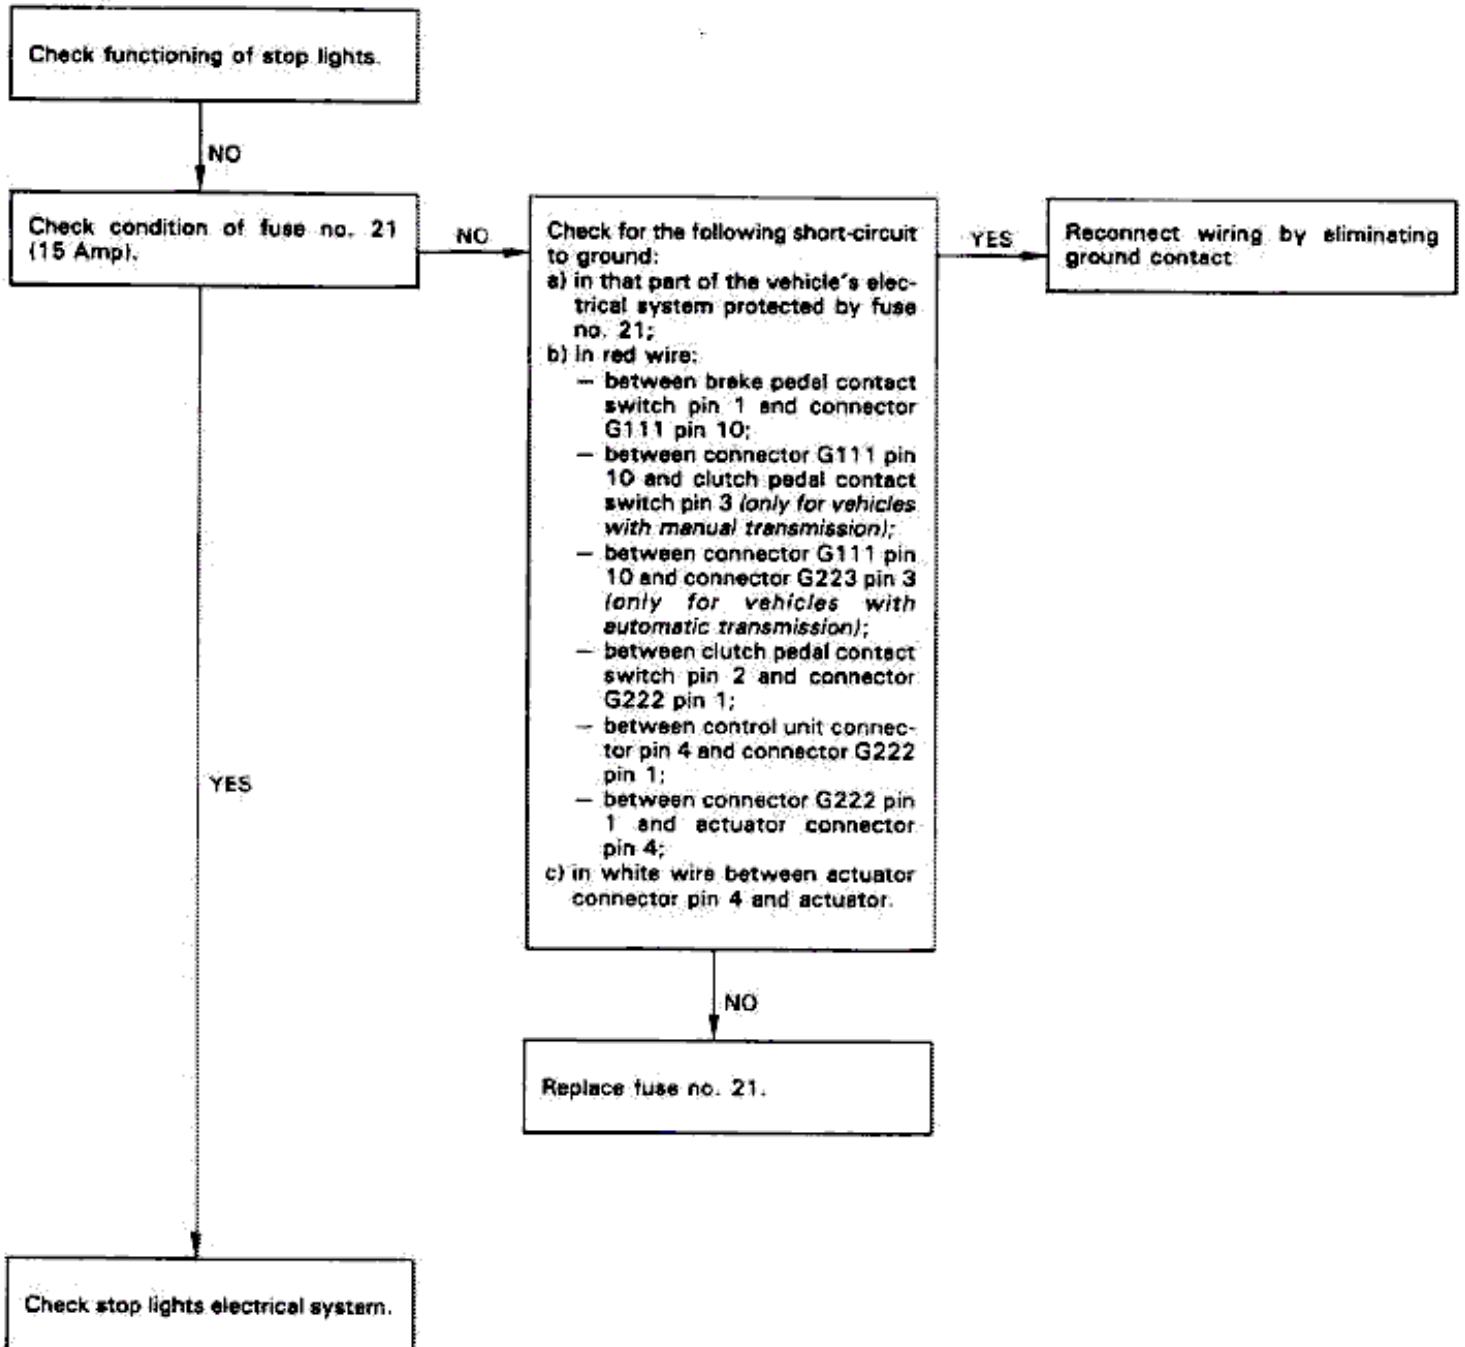 Check functioning of stop lights.
NO
Check condition of fuse no. 21
(15 Amp).
NO
Check for the following short-circuit
to ground:
a) in that part of the vehicle's elec-
trical system protected by fuse
no. 21;
b) in red wire:
— between brake pedal contact
switch pin 1 and connector
G111 pin 10;
— between connector G111 pin
10 and clutch pedal contact
switch pin 3 (only for vehicles
with manual transmission);
— between connector G111 pin
10 and connector G223 pin 3
(only for vehicles with
automatic transmission);
— between clutch pedal contact
switch pin 2 and connector
G222 pin 1;
— between control unit connec-
tor pin 4 and connector G222
pin 1;
— between connector G222 pin
1 and actuator connector
pin 4;
c) in white wire between actuator
connector pin 4 and actuator.
YES
Reconnect wiring by eliminating
ground contact
YES
NO
Replace fuse no. 21.
Check stop lights electrical system.